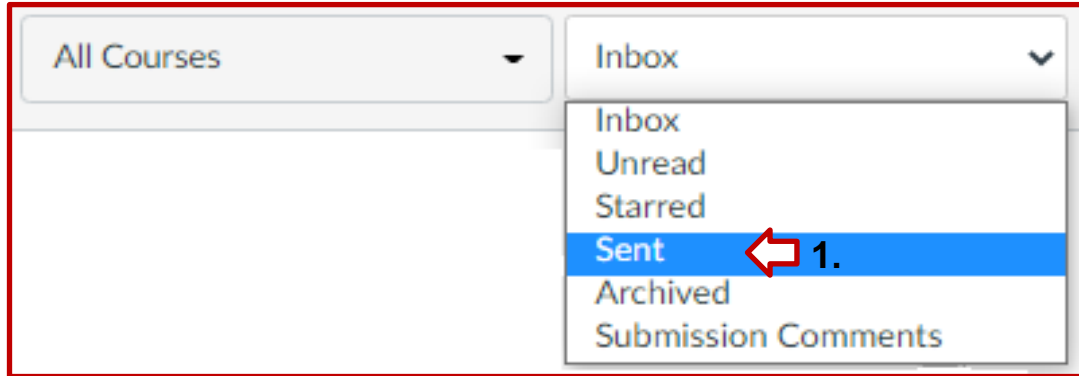 All Courses
Inbox
Inbox
Unread
Starred
Sent 1.
Archived
Submission Comments